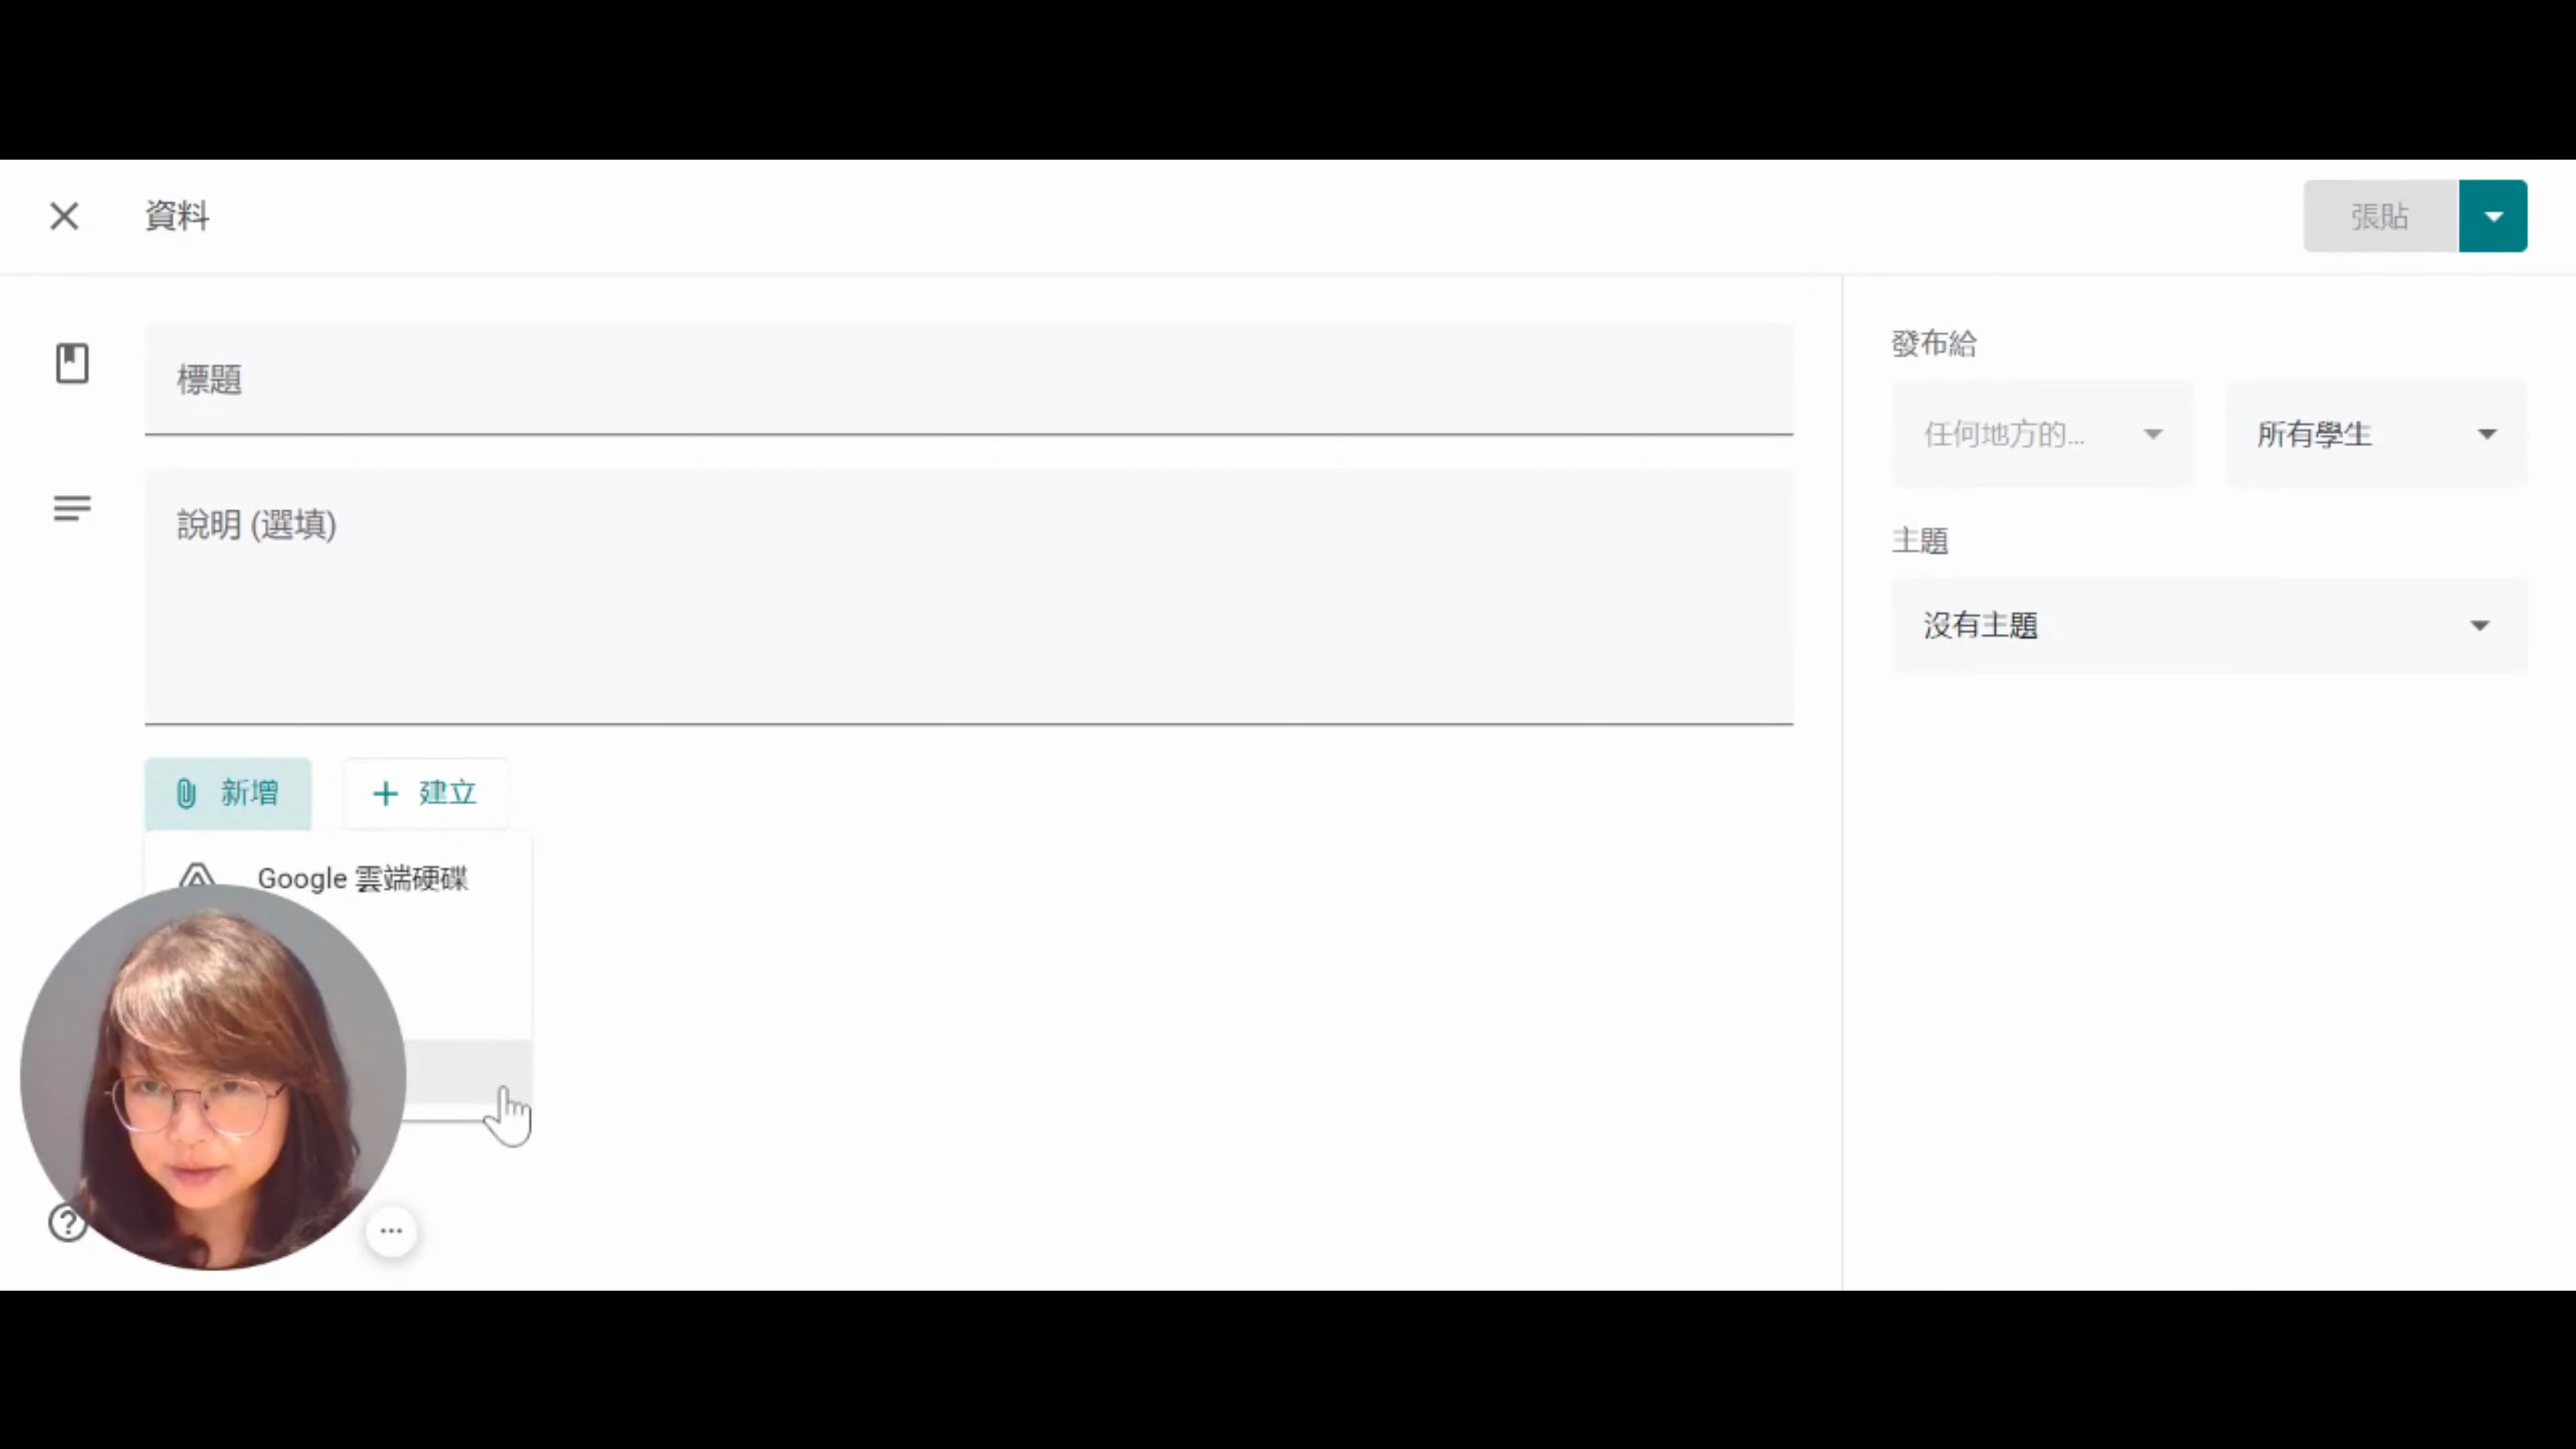 資料
張貼
標題
說明 (選填)
新增
建立
Google 雲端硬碟
發布給
任何地方的...
所有學生
主題
沒有主題